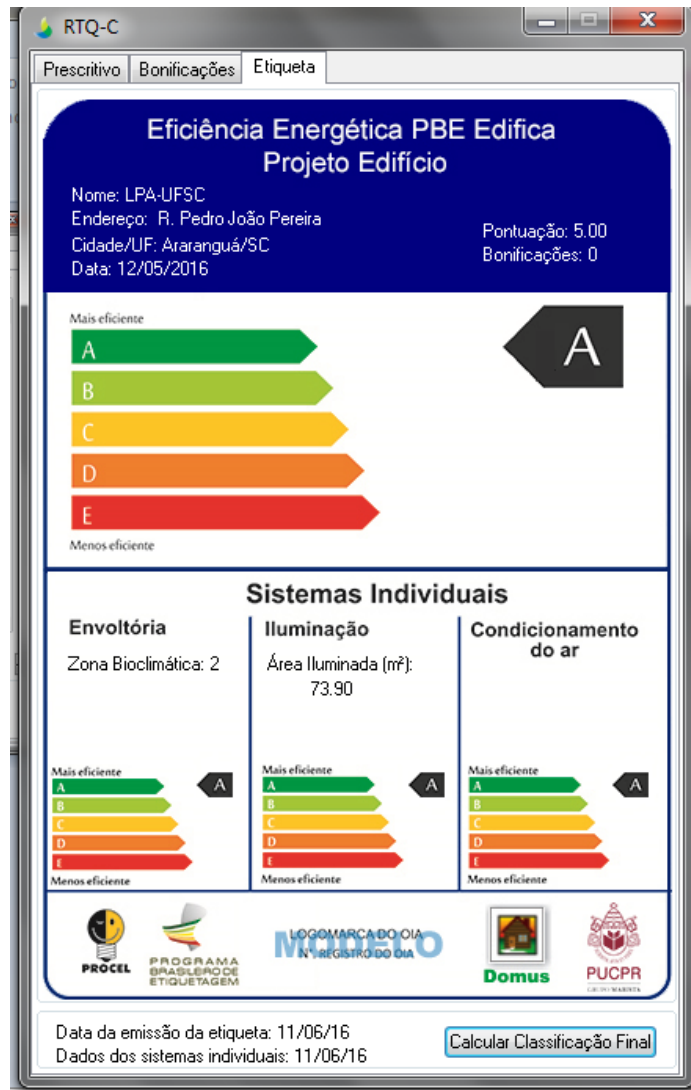 RTQ-C
Prescritivo Bonificações Etiqueta
Eficiência Energética PBE Edifica
Projeto Edifício
Nome: LPA-UFSC
Endereço: R. Pedro João Pereira
Cidade/UF: Araranguá/SC
Data: 12/05/2016
Pontuação: 5.00
Bonificações: 0
Mais eficiente
A
A
B
C
D
E
Menos eficiente
Sistemas Individuais
Envoltória
Zona Bioclimática: 2
Mais eficiente
A
A
B
C
D
E
Menos eficiente
Iluminação
Área Iluminada (m²):
73.90
Mais eficiente
A
A
B
C
D
E
Menos eficiente
Condicionamento
do ar
Mais eficiente
A
A
B
C
D
E
Menos eficiente
PROCEL
PROGRAMA
BRASILEIRO DE
ETIQUETAGEM
LOGOMARCA DO OIA
MODELO
N°. REGISTRO DO OIA
Domus
PUCPR
GRUPO MARISTA
Data da emissão da etiqueta: 11/06/16
Dados dos sistemas individuais: 11/06/16
Calcular Classificação Final